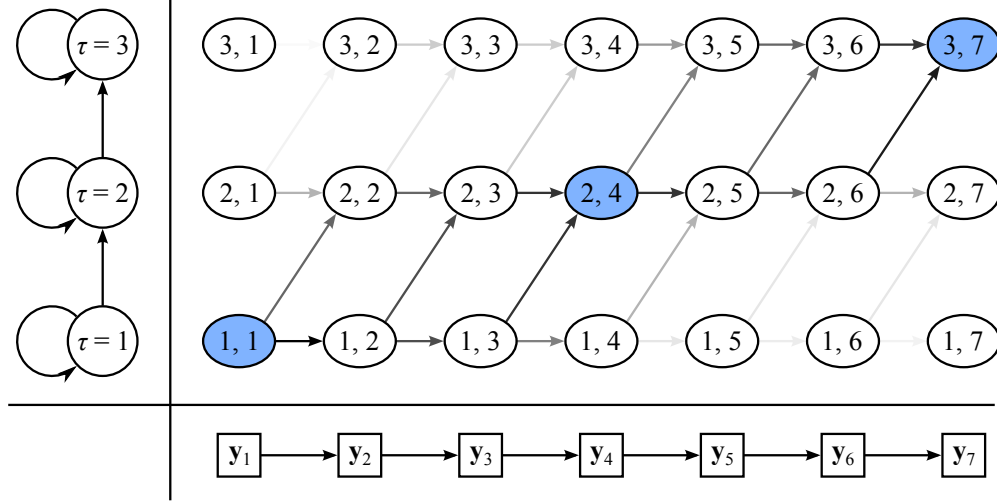 τ = 3 3, 1 3, 2 3, 3 3, 4 3, 5 3, 6 3, 7
τ = 2 2, 1 2, 2 2, 3 2, 4 2, 5 2, 6 2, 7
τ = 1 1, 1 1, 2 1, 3 1, 4 1, 5 1, 6 1, 7
y₁ y₂ y₃ y₄ y₅ y₆ y₇